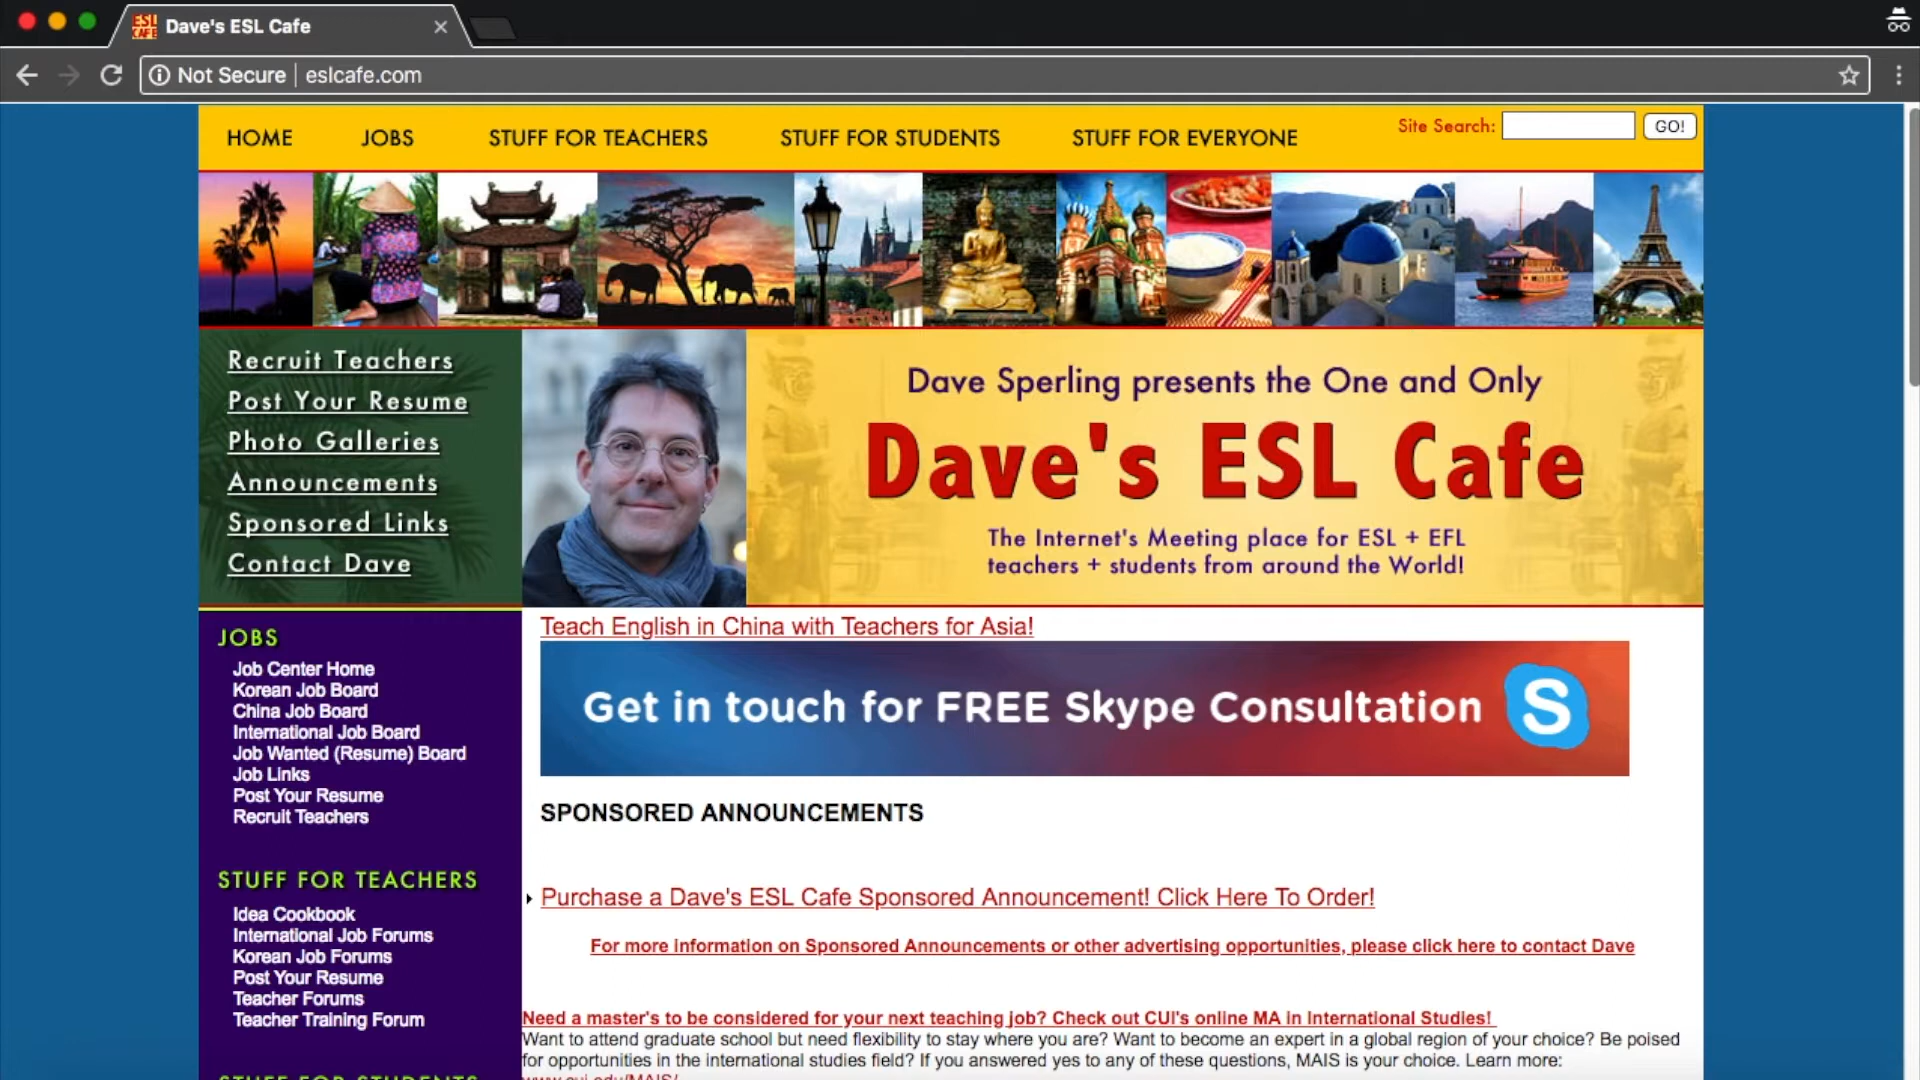 ESL
CAFE
Dave's ESL Cafe
Not Secure
eslcafe.com
HOME
JOBS
STUFF FOR TEACHERS
STUFF FOR STUDENTS
STUFF FOR EVERYONE
Site Search:
GO!
Recruit Teachers
Post Your Resume
Photo Galleries
Announcements
Sponsored Links
Contact Dave
Dave Sperling presents the One and Only
Dave's ESL Cafe
The Internet's Meeting place for ESL + EFL
teachers + students from around the World!
JOBS
Job Center Home
Korean Job Board
China Job Board
International Job Board
Job Wanted (Resume) Board
Job Links
Post Your Resume
Recruit Teachers
STUFF FOR TEACHERS
Idea Cookbook
International Job Forums
Korean Job Forums
Post Your Resume
Teacher Forums
Teacher Training Forum
STUFF FOR STUDENTS
Teach English in China with Teachers for Asia!
Get in touch for FREE Skype Consultation
S
SPONSORED ANNOUNCEMENTS
Purchase a Dave's ESL Cafe Sponsored Announcement! Click Here To Order!
For more information on Sponsored Announcements or other advertising opportunities, please click here to contact Dave
Need a master's to be considered for your next teaching job? Check out CUI's online MA in International Studies!
Want to attend graduate school but need flexibility to stay where you are? Want to become an expert in a global region of your choice? Be poised
for opportunities in the international studies field? If you answered yes to any of these questions, MAIS is your choice. Learn more:
www.cui.edu/MAIS/